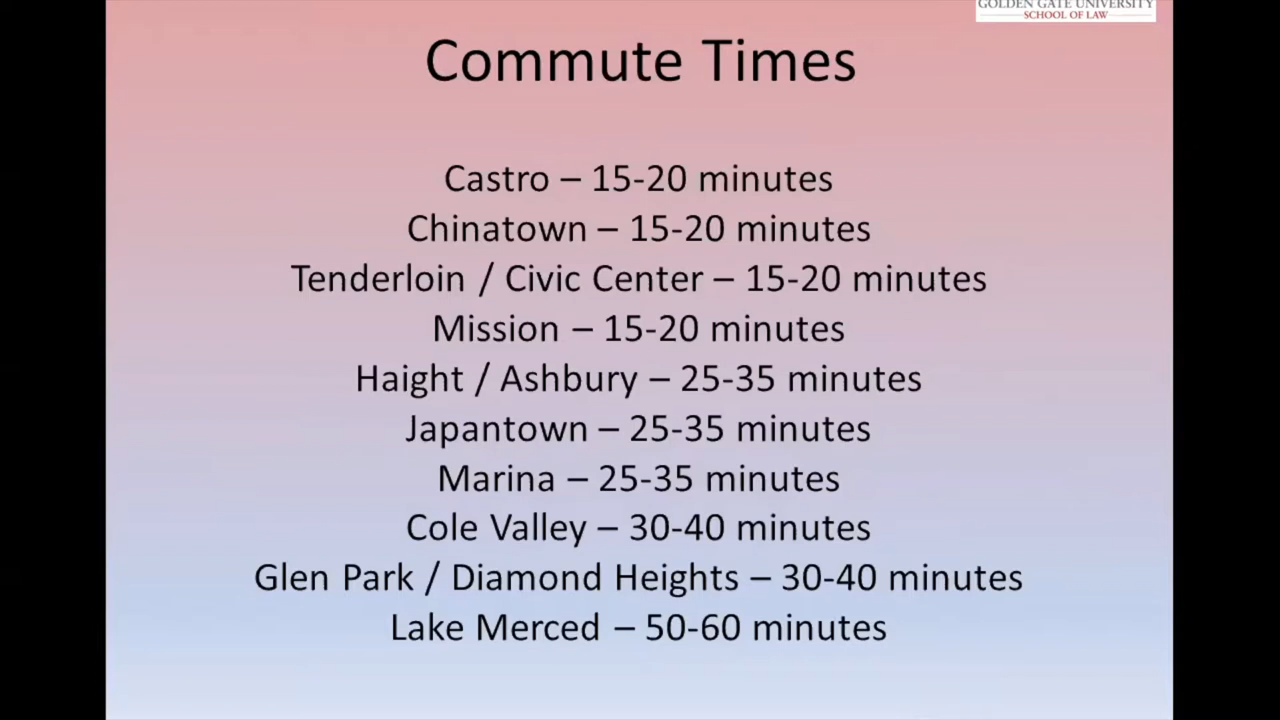 GOLDEN GATE UNIVERSITY
SCHOOL OF LAW
Commute Times
Castro – 15-20 minutes
Chinatown – 15-20 minutes
Tenderloin / Civic Center – 15-20 minutes
Mission – 15-20 minutes
Haight / Ashbury – 25-35 minutes
Japantown – 25-35 minutes
Marina – 25-35 minutes
Cole Valley – 30-40 minutes
Glen Park / Diamond Heights – 30-40 minutes
Lake Merced – 50-60 minutes